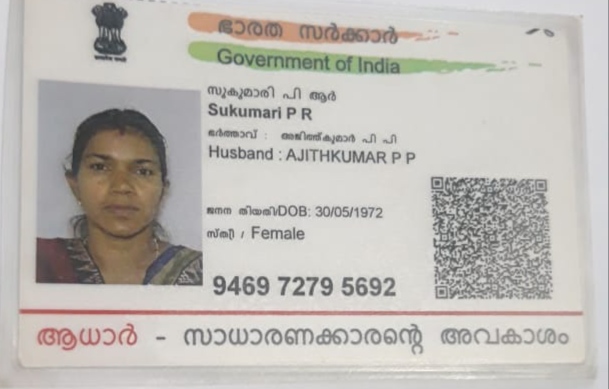 ഭാരത സർക്കാർ
Government of India
സുകുമാരി പി ആർ
Sukumari P R
ഭർത്താവ് : അജിത്ത്കുമാർ പി പി
Husband : AJITHKUMAR P P
ജനന തിയതി/DOB: 30/05/1972
സ്ത്രീ / Female
9469 7279 5692
ആധാർ - സാധാരണക്കാരന്റെ അവകാശം